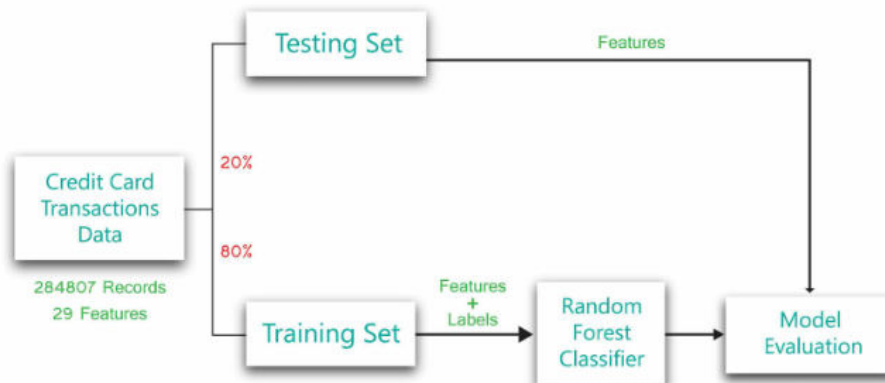 Testing Set
Features
20%
Credit Card
Transactions
Data
80%
284807 Records
29 Features
Training Set
Features
+
Labels
Random
Forest
Classifier
Model
Evaluation